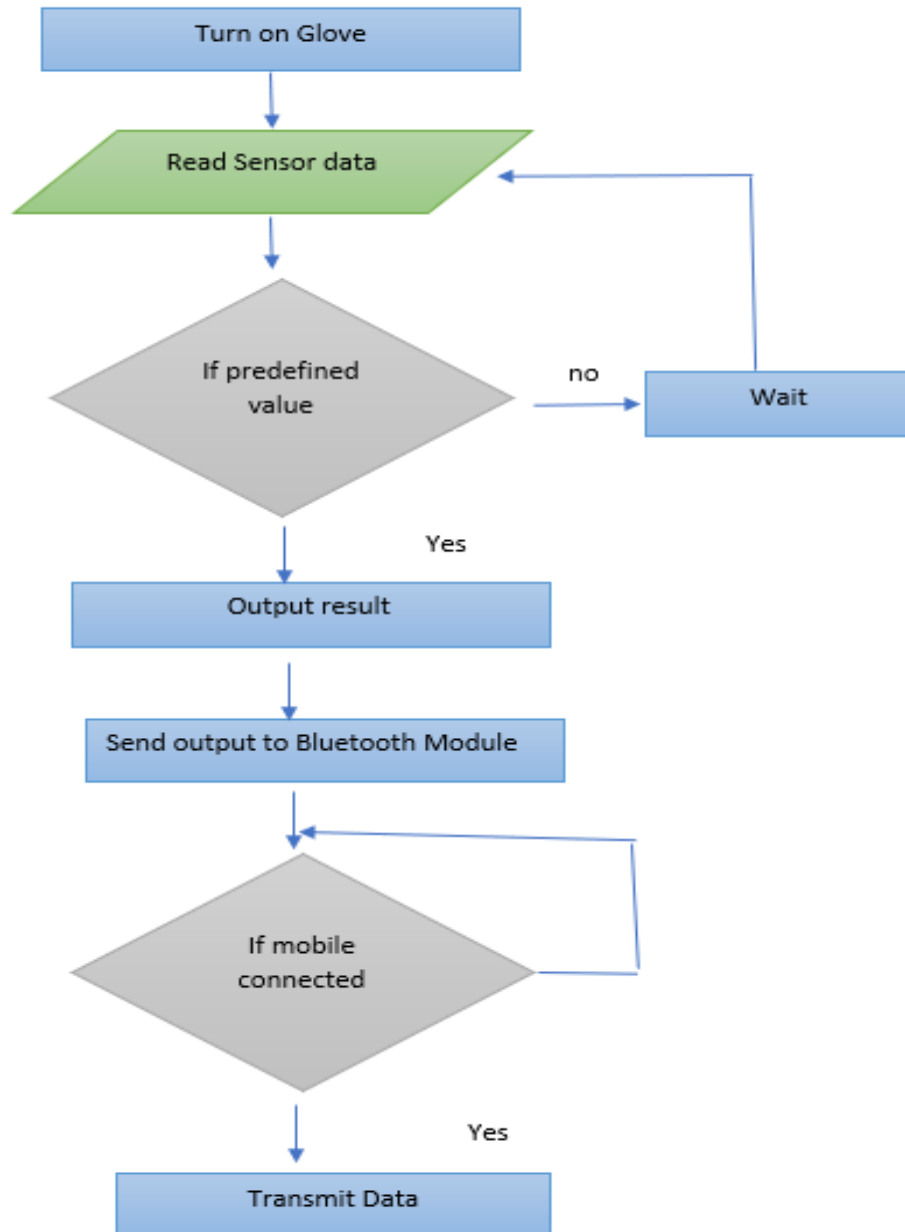 Turn on Glove
Read Sensor data
If predefined
value
no
Wait
Yes
Output result
Send output to Bluetooth Module
If mobile
connected
Yes
Transmit Data